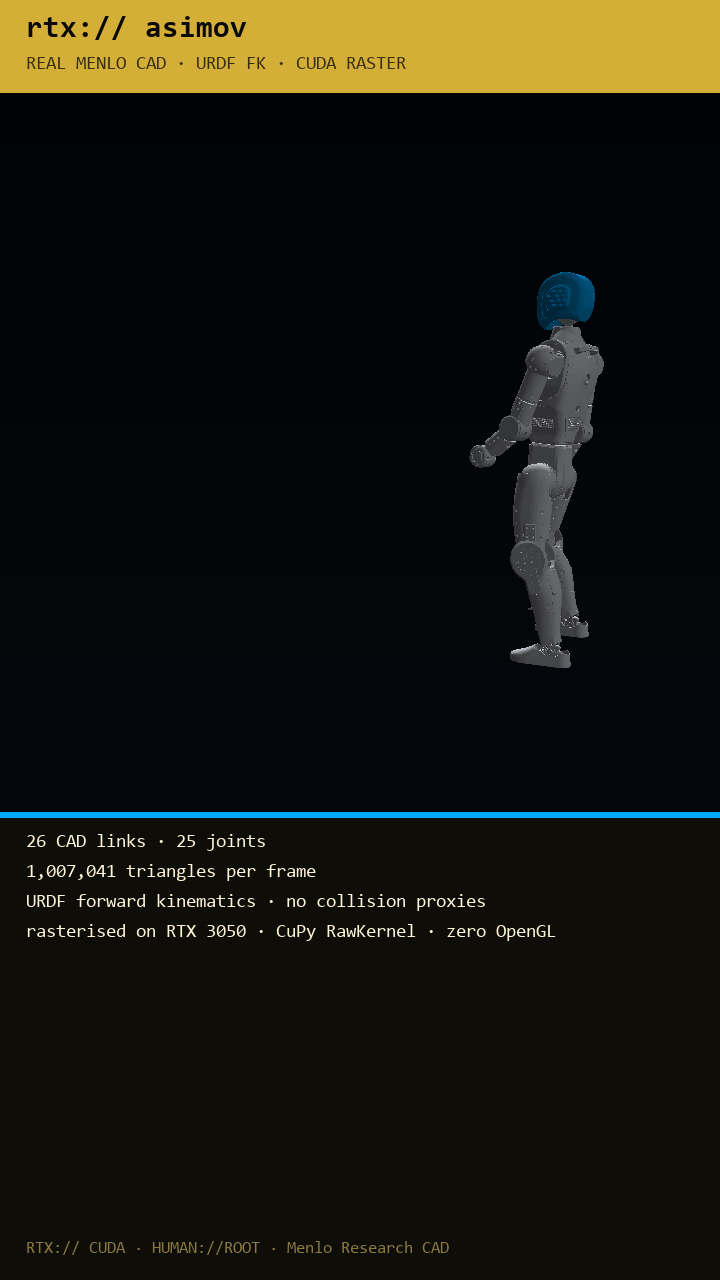 rtx:// asimov
REAL MENLO CAD · URDF FK · CUDA RASTER
26 CAD links · 25 joints
1,007,041 triangles per frame
URDF forward kinematics · no collision proxies
rasterised on RTX 3050 · CuPy RawKernel · zero OpenGL
RTX:// CUDA · HUMAN://ROOT · Menlo Research CAD